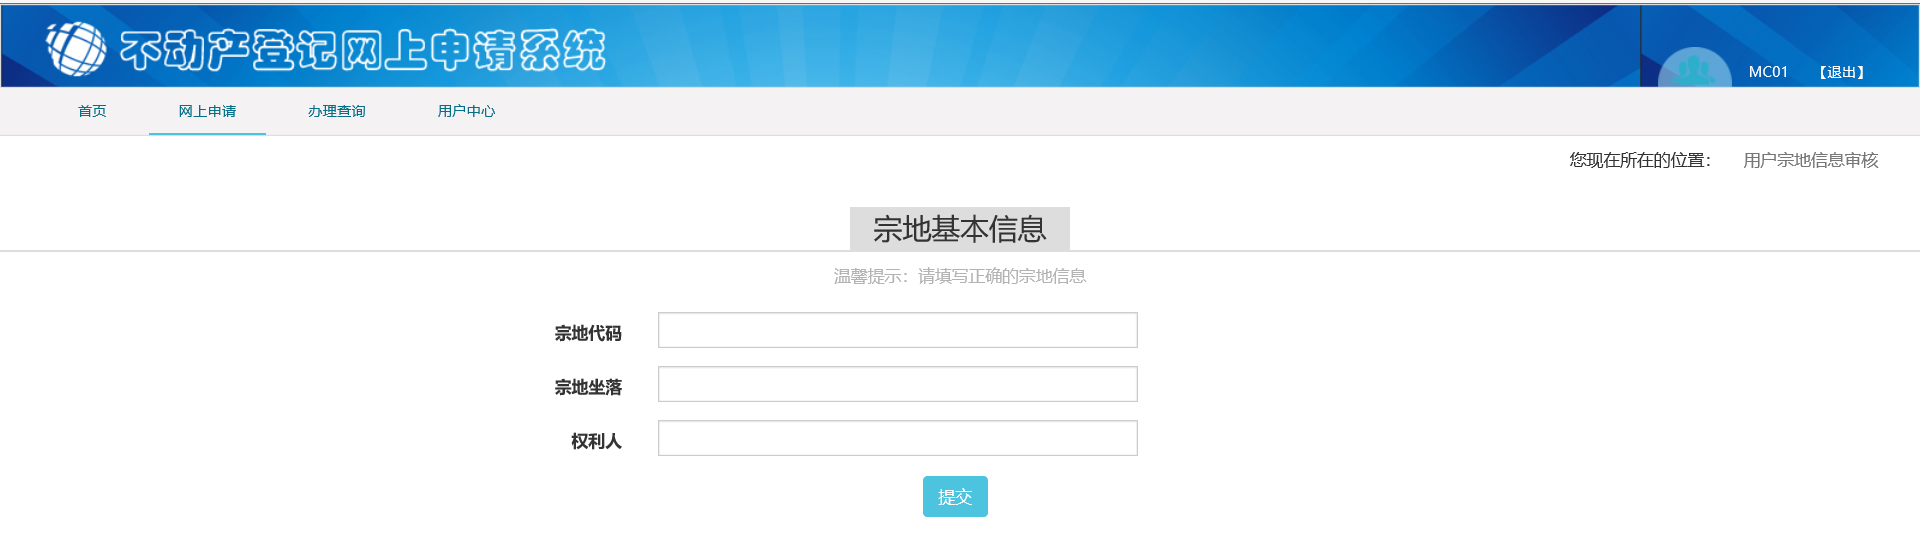 不动产登记网上申请系统
MC01 【退出】
首页 网上申请 办理查询 用户中心
您现在所在的位置： 用户宗地信息审核
宗地基本信息
温馨提示：请填写正确的宗地信息
宗地代码
宗地坐落
权利人
提交